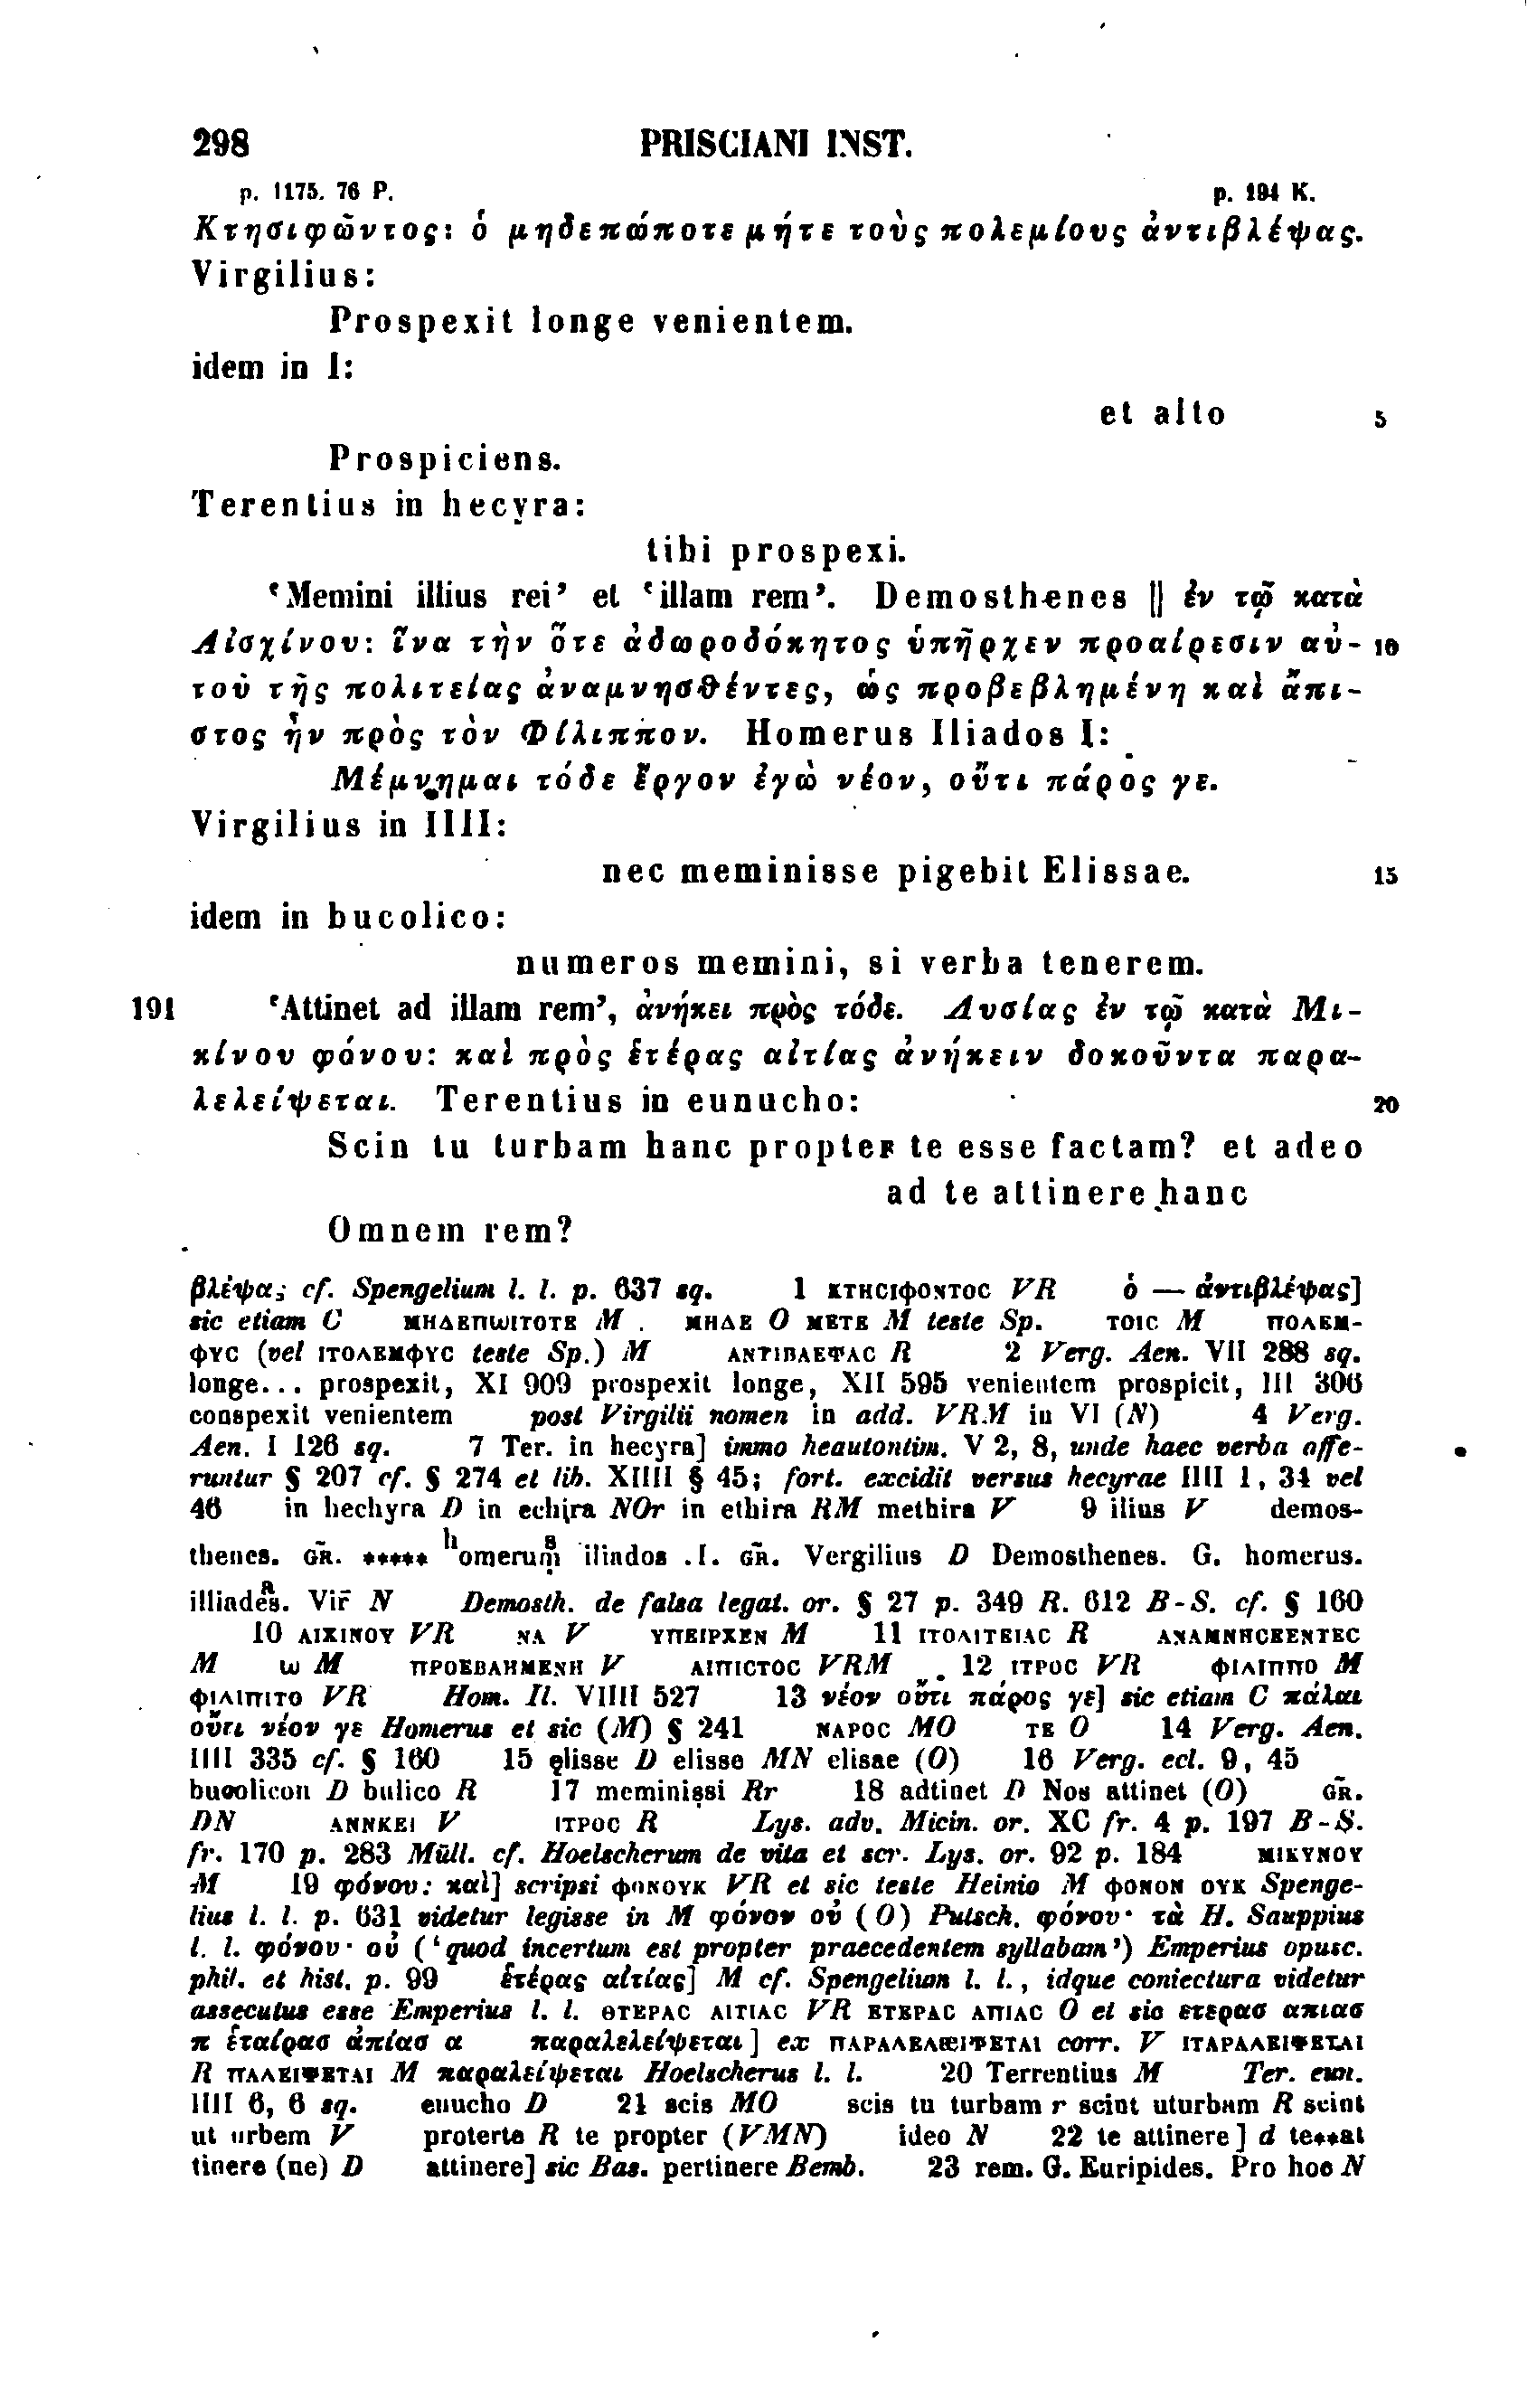 298 PRISCIANI INST.
p. 1175. 76 P. p. 194 K.
Κτησιφῶντος: ὁ μηδεπώποτε μήτε τοὺς πολεμίους ἀντιβλέψας.
Virgilius:
Prospexit longe venientem.
idem in I:
et alto 5
Prospiciens.
Terentius in hecyra:
tibi prospexi.
‘Memini illius rei’ et ‘illam rem’. Demosthenes || ἐν τῷ κατὰ
Αἰσχίνου: ἵνα τὴν ὅτε ἀδωροδόκητος ὑπῆρχεν προαίρεσιν αὐ- 10
τοῦ τῆς πολιτείας ἀναμνησθέντες, ὡς προβεβλημένη καὶ ἄπι-
στος ἦν πρὸς τὸν Φίλιππον. Homerus Iliados I:
Μέμνημαι τόδε ἔργον ἐγὼ νέον, οὔτι πάρος γε.
Virgilius in IIII:
nec meminisse pigebit Elissae. 15
idem in bucolico:
numeros memini, si verba tenerem.
191 ‘Attinet ad illam rem’, ἀνήκει πρὸς τόδε. Λυσίας ἐν τῷ κατὰ Μι-
κίνου φόνου: καὶ πρὸς ἑτέρας αἰτίας ἀνήκειν δοκοῦντα παρα-
λελείψεται. Terentius in eunucho: 20
Scin tu turbam hanc propter te esse factam? et adeo
ad te attinere hanc
Omnem rem?
βλέψας cf. Spengelium l. l. p. 637 sq. 1 ΚΤΗCΙΦΟΝΤΟC VR ὁ — ἀντιβλέψας]
sic etiam C ΜΗΔΕΠωΙΤΟΤΕ M . ΜΗΔΕ O ΜΕΤΕ M teste Sp. ΤΟΙC M ΠΟΛΕΜ-
ΦΥC (vel ΙΤΟΛΕΜΦΥC teste Sp.) M ΑΝΤΙΒΛΕΨΑC R 2 Verg. Aen. VII 288 sq.
longe... prospexit, XI 909 prospexit longe, XII 595 venientem prospicit, III 306
conspexit venientem post Virgilii nomen in add. VRM in VI (N) 4 Verg.
Aen. I 126 sq. 7 Ter. in hecyra] immo heautontim. V 2, 8, unde haec verba affe-
runtur § 207 cf. § 274 et lib. XIIII § 45; fort. excidit versus hecyrae IIII 1, 34 vel
46 in hechyra D in echira NOr in ethira RM methira V 9 ilius V demos-
thenes. GR. ***** homerum iliados .I. GR. Vergilius D Demosthenes. G. homerus.
illiades. Vir N Demosth. de falsa legat. or. § 27 p. 349 R. 612 B-S. cf. § 160
10 ΑΙΧΙΝΟΥ VR ΝΑ V ΥΠΕΙΡΧΕΝ M 11 ΙΤΟΛΙΤΕΙΑC R ΑΝΑΜΝΗCΕΕΝΤΕC
M ω M ΠΡΟΕΒΛΗΜΕΝΗ V ΑΙΠΙCΤΟC VRM 12 ΙΤΡΟC VR ΦΙΛΙΠΠΟ M
ΦΙΛΙΠΙΤΟ VR Hom. Il. VIIII 527 13 νέον οὔτι πάρος γε] sic etiam C πάλαι
οὔτι νέον γε Homerus et sic (M) § 241 ΝΑΡΟC MO ΤΕ O 14 Verg. Aen.
IIII 335 cf. § 160 15 ęlisse D elisse MN elisae (O) 16 Verg. ecl. 9, 45
bucolicon D bulico R 17 meminissi Rr 18 adtinet D Nos attinet (O) GR.
DN ΑΝΝΚΕΙ V ΙΤΡΟC R Lys. adv. Micin. or. XC fr. 4 p. 197 B-S.
fr. 170 p. 283 Müll. cf. Hoelscherum de vita et scr. Lys. or. 92 p. 184 ΜΙΚΥΝΟΥ
M 19 φόνου: καὶ] scripsi ΦΟΝΟΥΚ VR et sic teste Heinio M ΦΟΝΟΝ ΟΥΚ Spenge-
lius l. l. p. 631 videtur legisse in M φόνον οὐ (O) Putsch. φόνου· τὰ H. Sauppius
l. l. φόνου· οὐ (‘quod incertum est propter praecedentem syllabam’) Emperius opusc.
phil. et hist. p. 99 ἑτέρας αἰτίας] M cf. Spengelium l. l., idque coniectura videtur
assecutus esse Emperius l. l. ΘΤΕΡΑC ΑΙΤΙΑC VR ΕΤΕΡΑC ΑΠΙΑC O et sic ετερασ απιασ
π ἑταίρασ ἀπίασ α παραλελείψεται] ex ΠΑΡΑΛΕΛΕΙΨΕΤΑΙ corr. V ΙΤΑΡΑΛΕΙΨΕΤΑΙ
R ΠΑΛΕΙΨΕΤΑΙ M παραλείψεται Hoelscherus l. l. 20 Terrentius M Ter. eun.
IIII 6, 6 sq. enucho D 21 scis MO scis tu turbam r scint uturbam R scint
ut urbem V proterte R te propter (VMN) ideo N 22 te attinere] d te**at
tinere (ne) D attinere] sic Bas. pertinere Bemb. 23 rem. G. Euripides. Pro hoc N